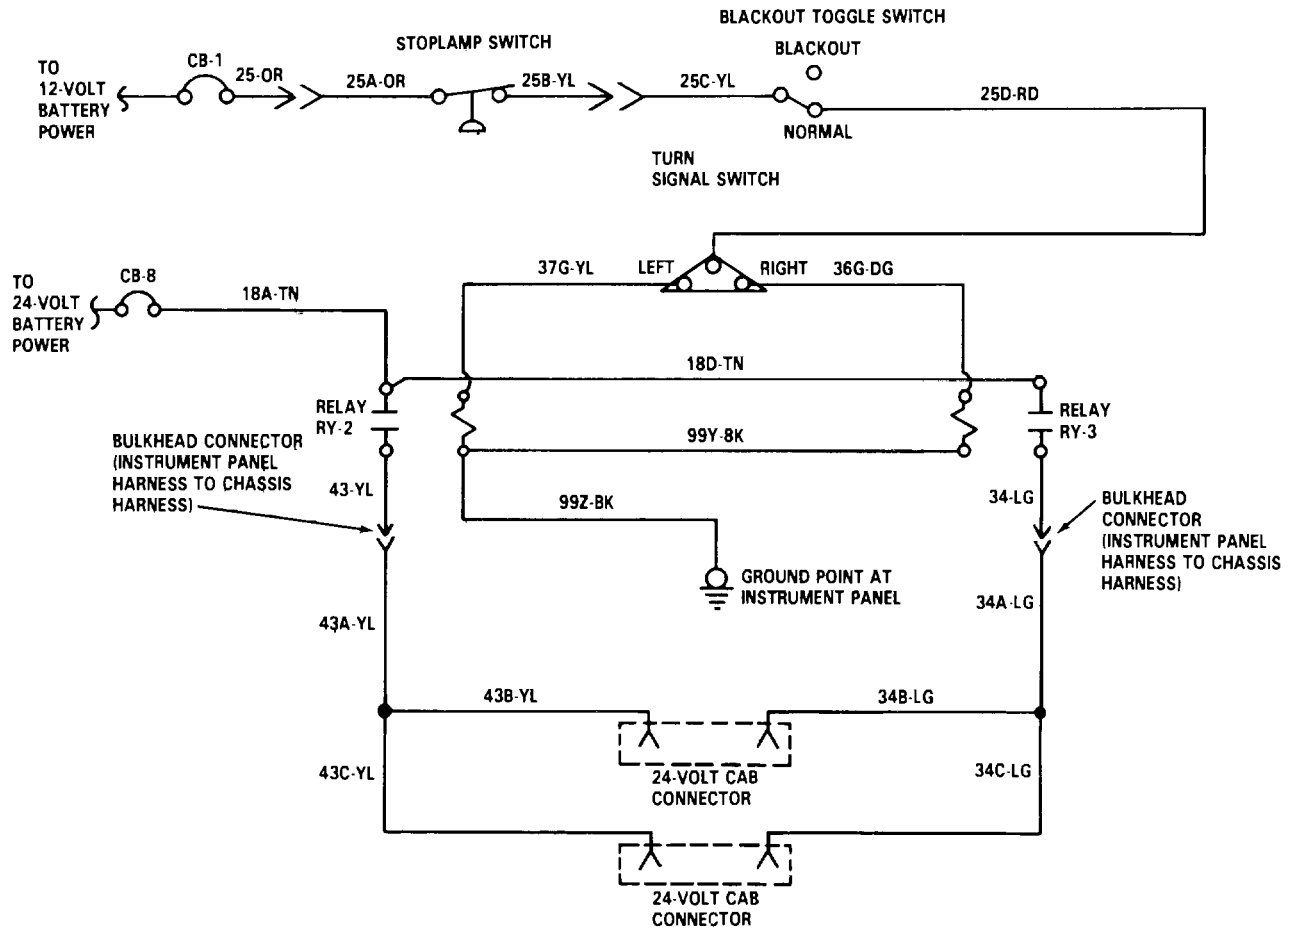 BLACKOUT TOGGLE SWITCH
STOPLAMP SWITCH
BLACKOUT
TO
12-VOLT
BATTERY
POWER
CB-1
25-OR
25A-OR
25B-YL
25C-YL
25D-RD
NORMAL
TURN
SIGNAL SWITCH
TO
24-VOLT
BATTERY
POWER
CB-8
18A-TN
37G-YL
LEFT
RIGHT
36G-DG
18D-TN
RELAY
RY-2
RELAY
RY-3
99Y-8K
BULKHEAD CONNECTOR
(INSTRUMENT PANEL
HARNESS TO CHASSIS
HARNESS)
43-YL
99Z-BK
34-LG
BULKHEAD
CONNECTOR
(INSTRUMENT PANEL
HARNESS TO CHASSIS
HARNESS)
GROUND POINT AT
INSTRUMENT PANEL
43A-YL
34A-LG
43B-YL
34B-LG
24-VOLT CAB
CONNECTOR
43C-YL
34C-LG
24-VOLT CAB
CONNECTOR